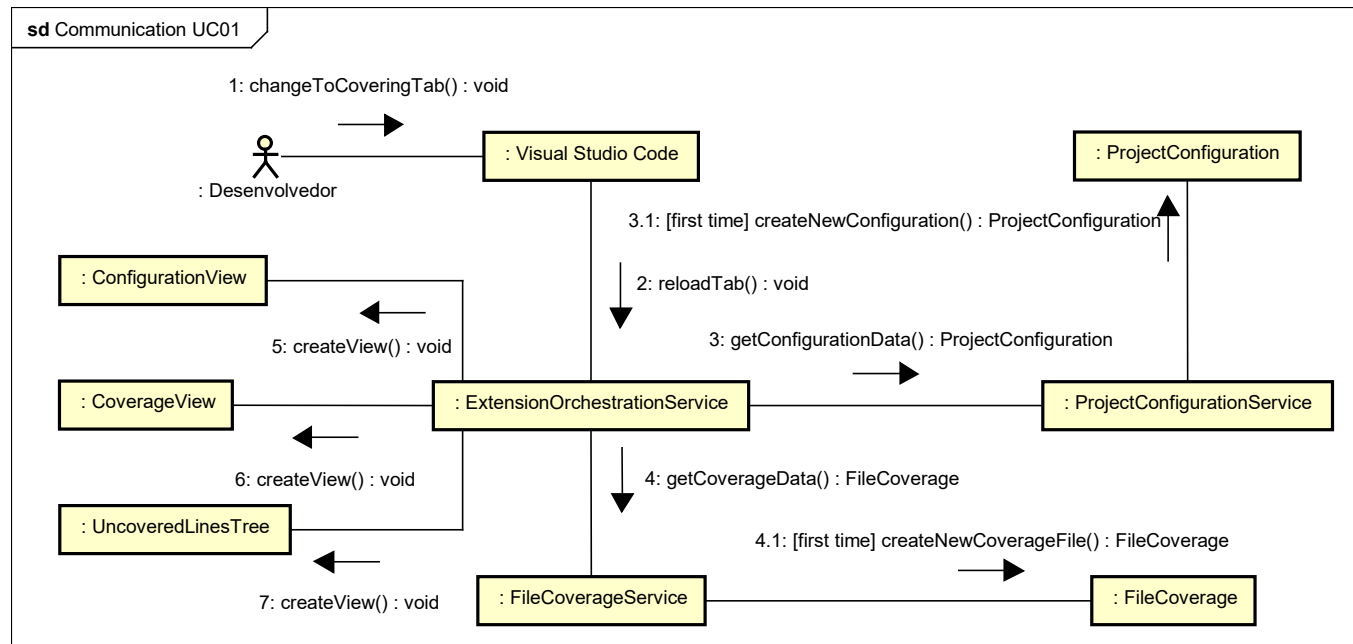 sd Communication UC01
1: changeToCoveringTab() : void
: Visual Studio Code
: ProjectConfiguration
: Desenvolvedor
3.1: [first time] createNewConfiguration() : ProjectConfiguration
: ConfigurationView
2: reloadTab() : void
5: createView() : void
3: getConfigurationData() : ProjectConfiguration
: CoverageView
: ExtensionOrchestrationService
: ProjectConfigurationService
6: createView() : void
4: getCoverageData() : FileCoverage
: UncoveredLinesTree
4.1: [first time] createNewCoverageFile() : FileCoverage
7: createView() : void
: FileCoverageService
: FileCoverage